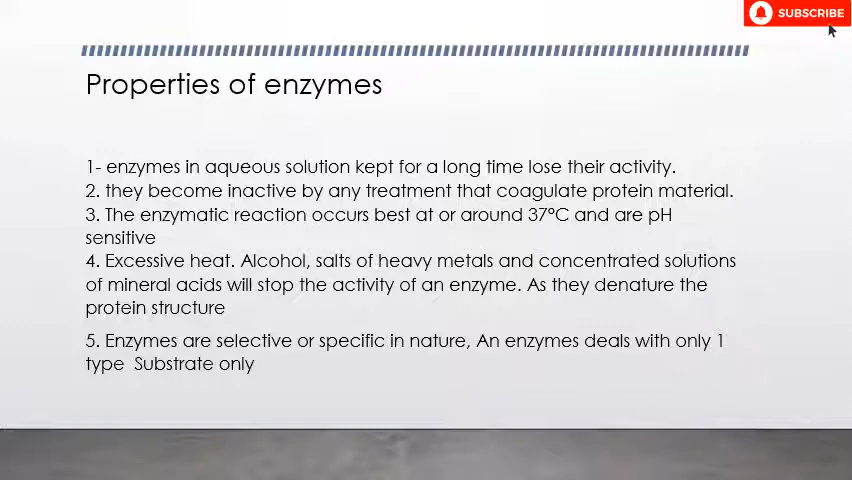 SUBSCRIBE
Properties of enzymes
1- enzymes in aqueous solution kept for a long time lose their activity.
2. they become inactive by any treatment that coagulate protein material.
3. The enzymatic reaction occurs best at or around 37°C and are pH
sensitive
4. Excessive heat. Alcohol, salts of heavy metals and concentrated solutions
of mineral acids will stop the activity of an enzyme. As they denature the
protein structure
5. Enzymes are selective or specific in nature, An enzymes deals with only 1
type  Substrate only